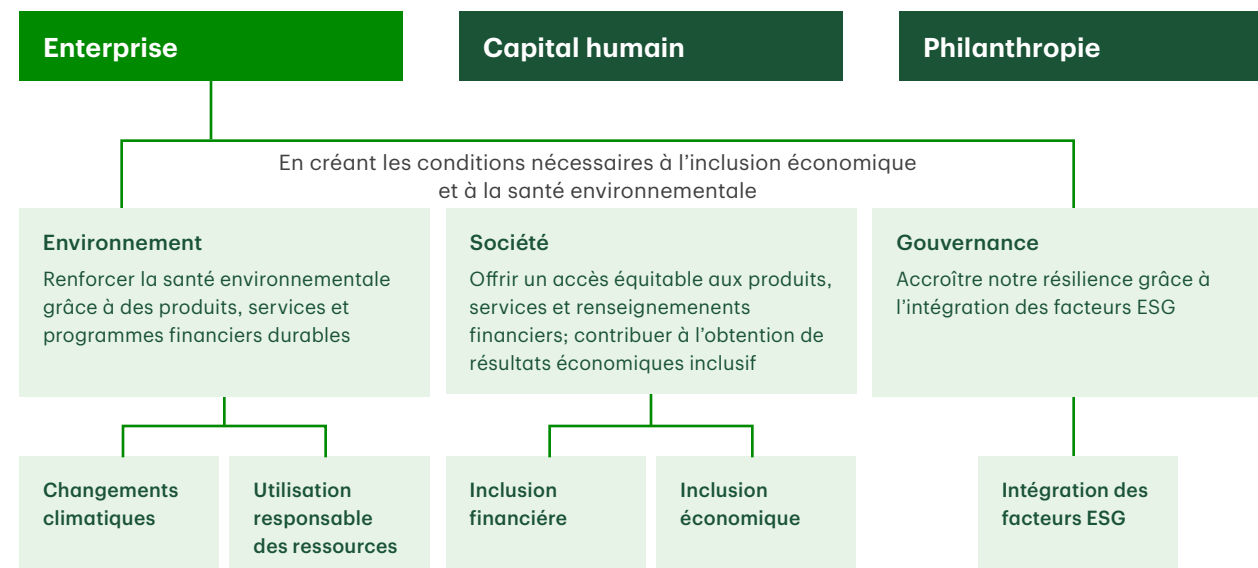 Enterprise
Capital humain
Philanthropie
En créant les conditions nécessaires à l’inclusion économique
et à la santé environnementale
Environnement
Renforcer la santé environnementale
grâce à des produits, services et
programmes financiers durables
Société
Offrir un accès équitable aux produits,
services et renseignemenents
financiers; contribuer à l’obtention de
résultats économiques inclusif
Gouvernance
Accroître notre résilience grâce à
l’intégration des facteurs ESG
Changements
climatiques
Utilisation
responsable
des ressources
Inclusion
financiére
Inclusion
économique
Intégration des
facteurs ESG